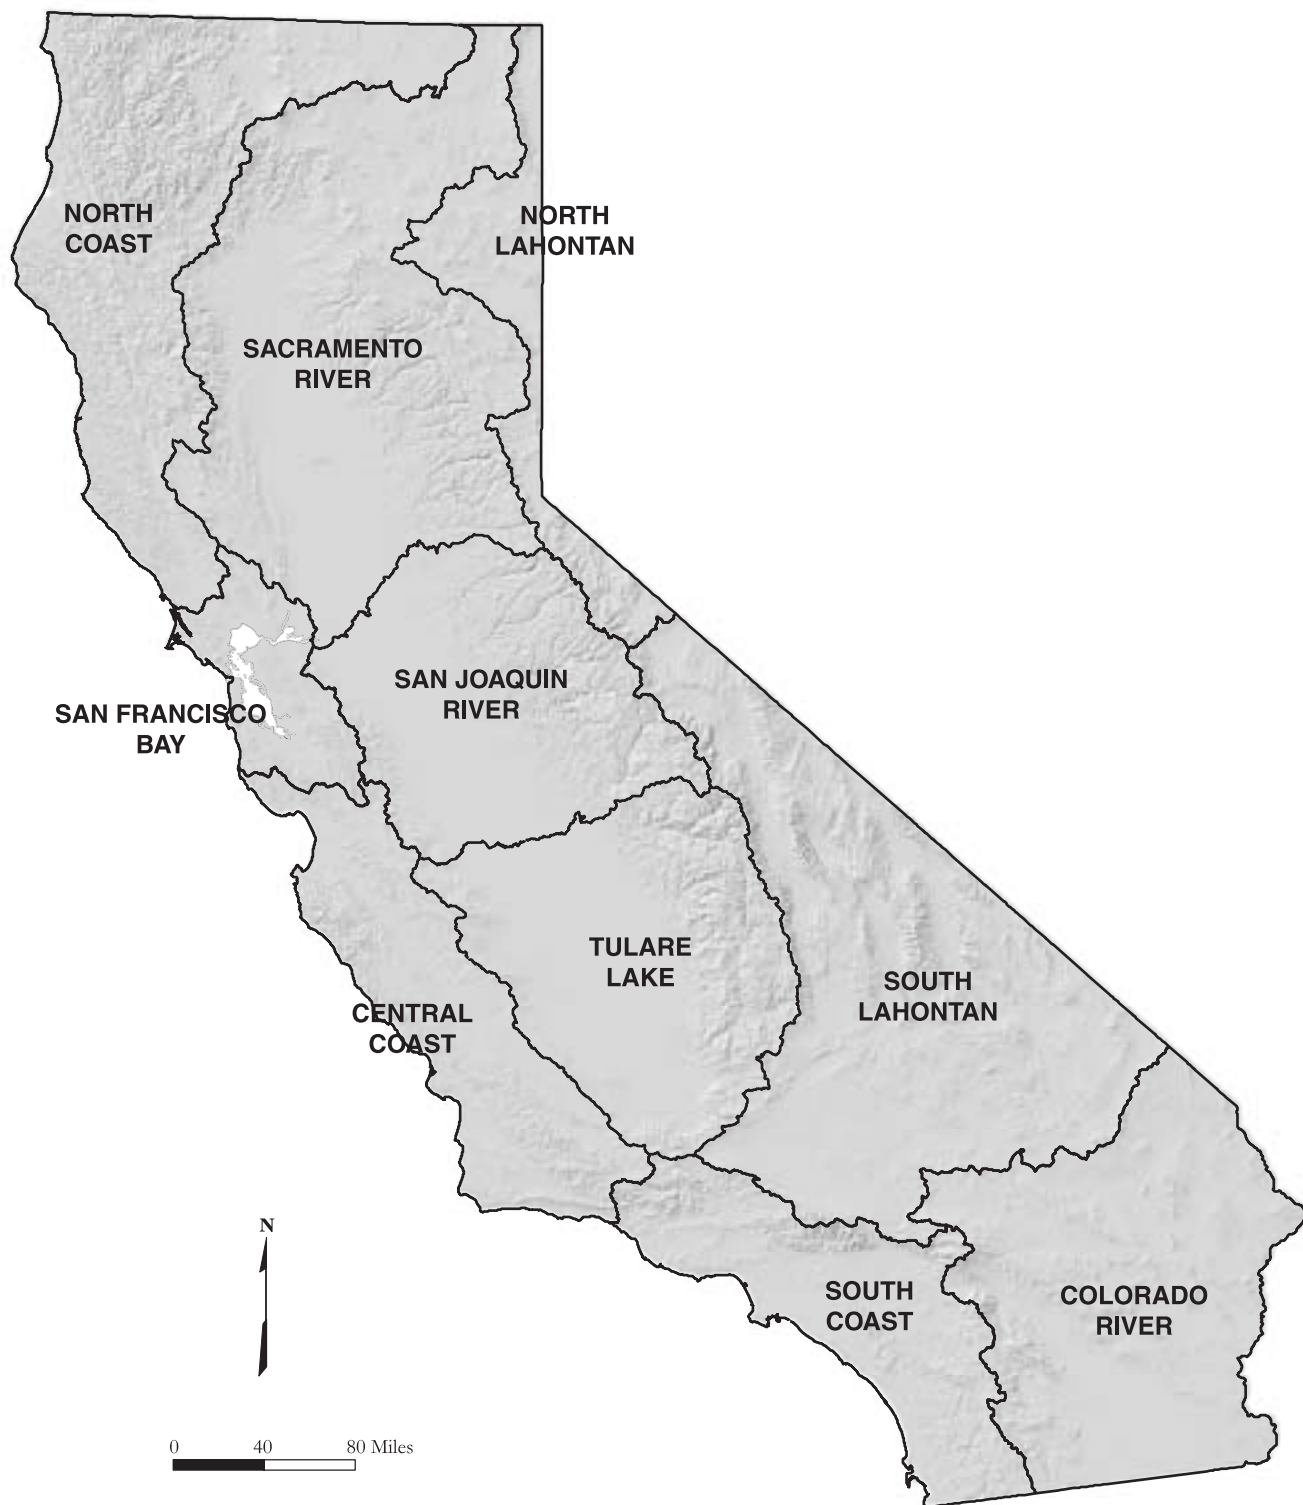 NORTH
COAST
NORTH
LAHONTAN
SACRAMENTO
RIVER
SAN JOAQUIN
RIVER
SAN FRANCISCO
BAY
TULARE
LAKE
SOUTH
LAHONTAN
CENTRAL
COAST
N
SOUTH
COAST
COLORADO
RIVER
0 40 80 Miles